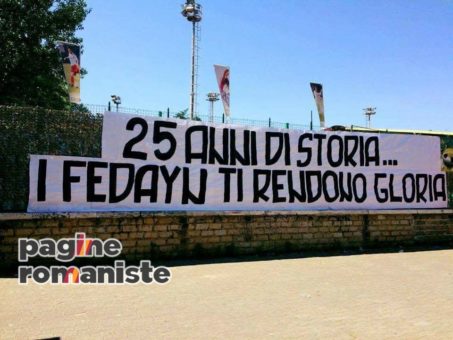 25 ANNI DI STORIA...
I FEDAYN TI RENDONO GLORIA
pagine
romaniste